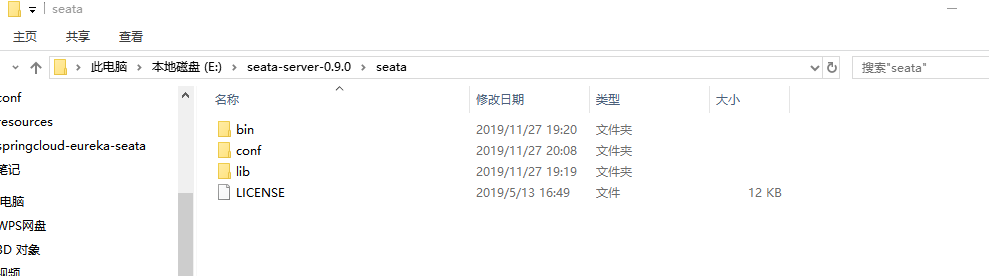 seata
主页 共享 查看
此电脑 本地磁盘 (E:) seata-server-0.9.0 seata 搜索"seata"
名称 修改日期 类型 大小
conf
bin 2019/11/27 19:20 文件夹
resources
conf 2019/11/27 20:08 文件夹
springcloud-eureka-seata
lib 2019/11/27 19:19 文件夹
笔记
LICENSE 2019/5/13 16:49 文件 12 KB
电脑
WPS网盘
3D 对象
视频